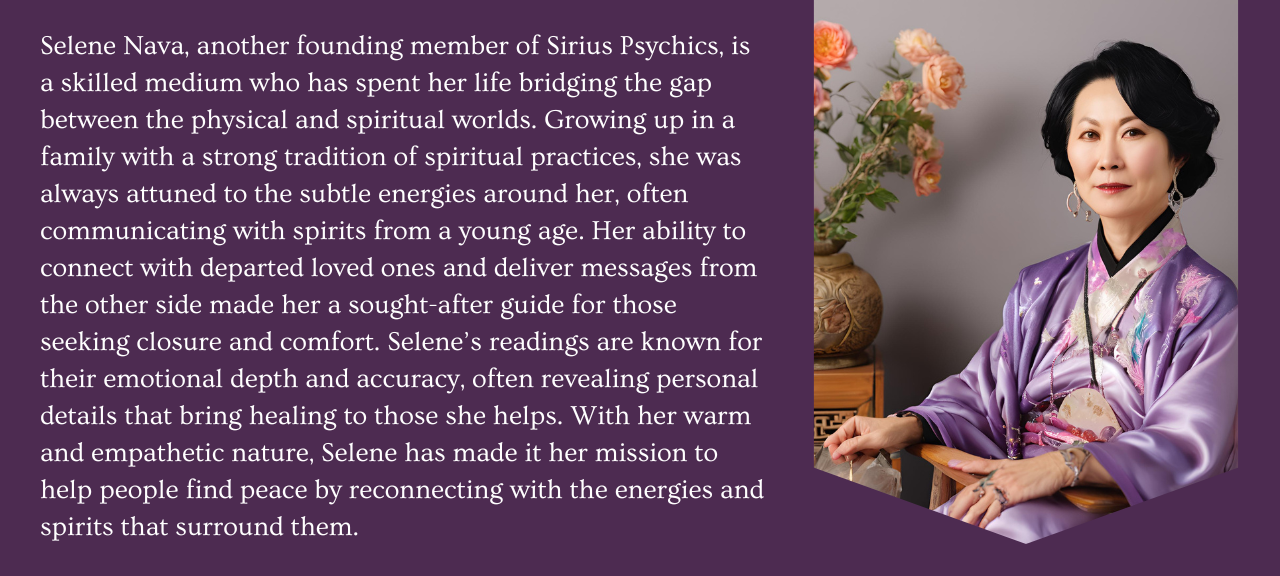 Selene Nava, another founding member of Sirius Psychics, is
a skilled medium who has spent her life bridging the gap
between the physical and spiritual worlds. Growing up in a
family with a strong tradition of spiritual practices, she was
always attuned to the subtle energies around her, often
communicating with spirits from a young age. Her ability to
connect with departed loved ones and deliver messages from
the other side made her a sought-after guide for those
seeking closure and comfort. Selene’s readings are known for
their emotional depth and accuracy, often revealing personal
details that bring healing to those she helps. With her warm
and empathetic nature, Selene has made it her mission to
help people find peace by reconnecting with the energies and
spirits that surround them.